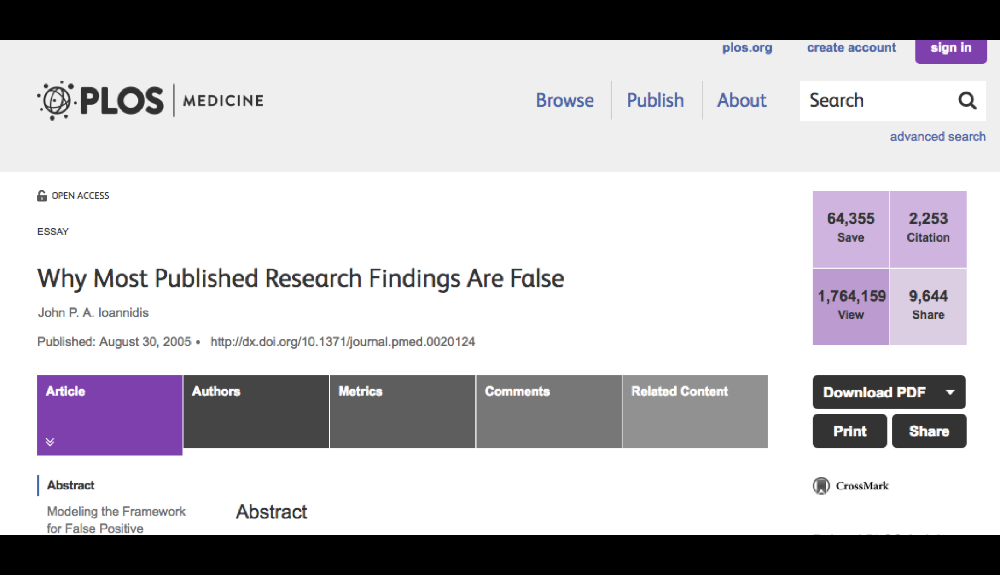 plos.org create account sign in
PLOS MEDICINE
Browse Publish About Search
advanced search
OPEN ACCESS
ESSAY
Why Most Published Research Findings Are False
John P. A. Ioannidis
Published: August 30, 2005 • http://dx.doi.org/10.1371/journal.pmed.0020124
64,355 2,253
Save Citation
1,764,159 9,644
View Share
Article Authors Metrics Comments Related Content
Download PDF
Print Share
CrossMark
Abstract
Modeling the Framework
for False Positive
Abstract